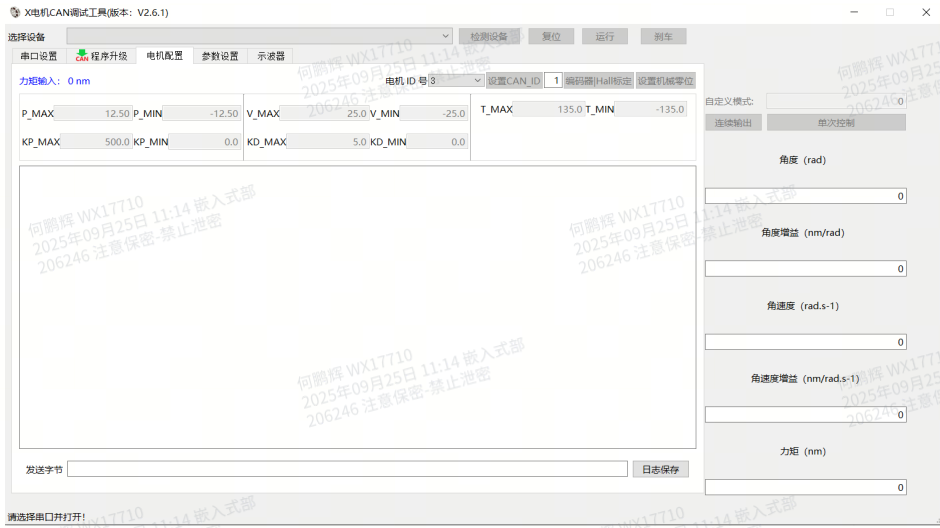 X电机CAN调试工具(版本：V2.6.1)
选择设备 检测设备 复位 运行 刹车
串口设置 CAN 程序升级 电机配置 参数设置 示波器
力矩输入： 0 nm 电机 ID 号 3 设置CAN_ID 1 编码器|Hall标定 设置机械零位
P_MAX 12.50 P_MIN -12.50 V_MAX 25.0 V_MIN -25.0 T_MAX 135.0 T_MIN -135.0
KP_MAX 500.0 KP_MIN 0.0 KD_MAX 5.0 KD_MIN 0.0
自定义模式: 0
连续输出 单次控制
角度（rad）
0
角度增益（nm/rad）
0
角速度（rad.s-1）
0
角速度增益（nm/rad.s-1）
0
力矩（nm）
0
发送字节 日志保存
请选择串口并打开!
何鹏辉 WX17710
2025年09月25日 11:14 嵌入式部
206246 注意保密-禁止泄密